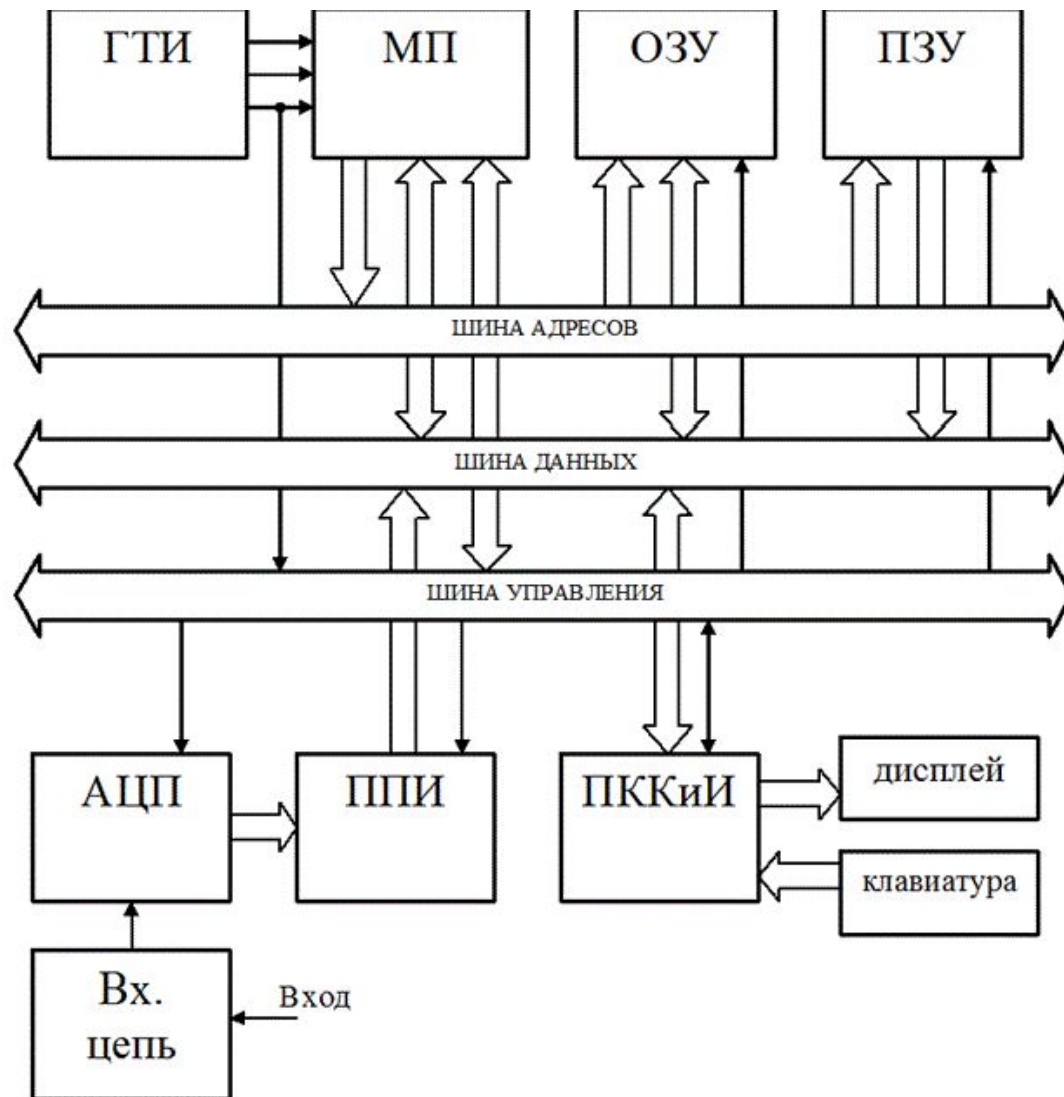 ГТИ
МП
ОЗУ
ПЗУ
ШИНА АДРЕСОВ
ШИНА ДАННЫХ
ШИНА УПРАВЛЕНИЯ
АЦП
ППИ
ПККиИ
дисплей
клавиатура
Вх.
цепь
Вход